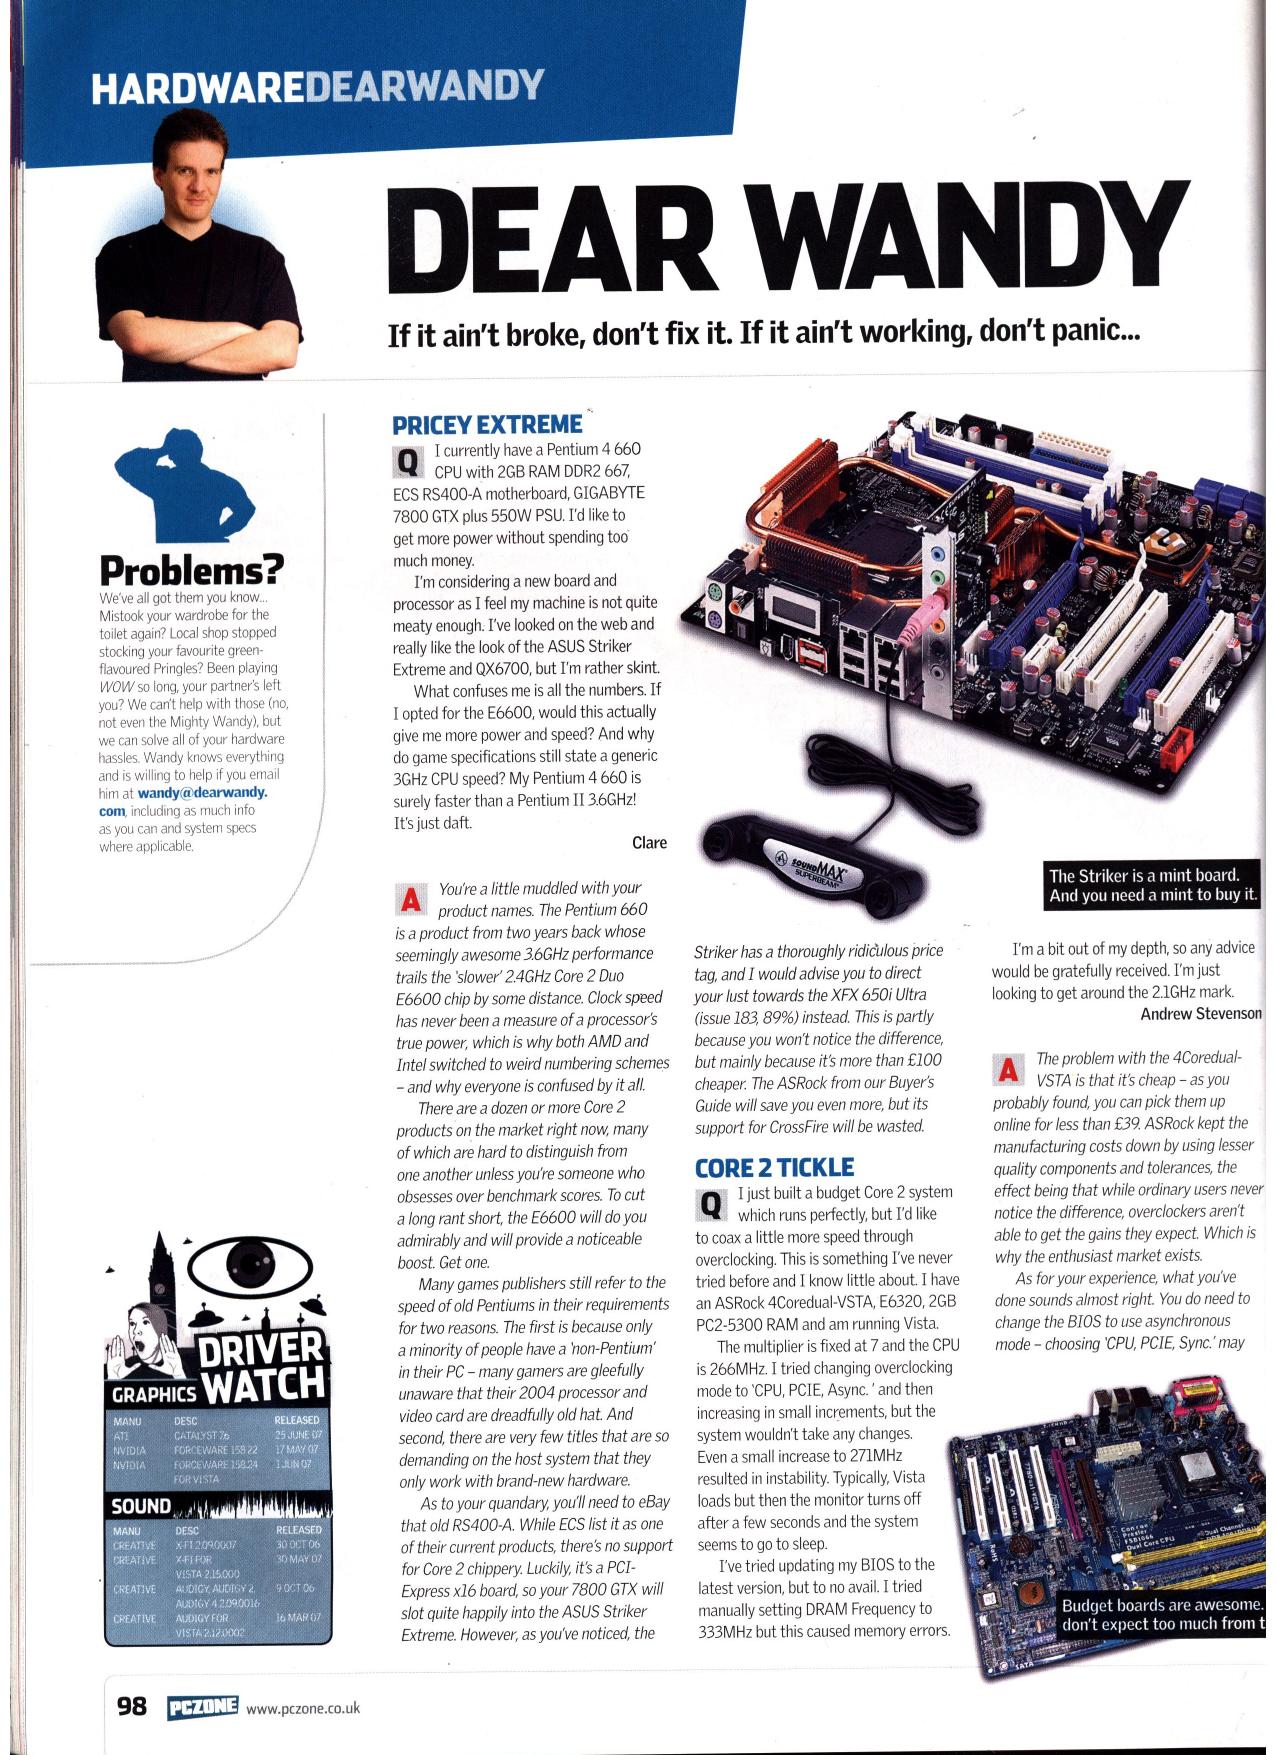 HARDWAREDEARWANDY
DEAR WANDY
If it ain't broke, don't fix it. If it ain't working, don't panic...
Problems?
We've all got them you know...
Mistook your wardrobe for the
toilet again? Local shop stopped
stocking your favourite green-
flavoured Pringles? Been playing
WOW so long, your partner's left
you? We can't help with those (no,
not even the Mighty Wandy), but
we can solve all of your hardware
hassles. Wandy knows everything
and is willing to help if you email
him at wandy@dearwandy.
com, including as much info
as you can and system specs
where applicable.
DRIVER
WATCH
GRAPHICS
MANU DESC RELEASED
ATI CATALYST 7.6 25 JUNE 07
NVIDIA FORCEWARE 158.22 17 MAY 07
NVIDIA FORCEWARE 158.24 1 JUN 07
FOR VISTA
SOUND
MANU DESC RELEASED
CREATIVE X-FI 2.09.0007 30 OCT 06
CREATIVE X-FI FOR 30 MAY 07
VISTA 2.15.000
CREATIVE AUDIGY, AUDIGY 2, 9 OCT 06
AUDIGY 4 2.09.0016
CREATIVE AUDIGY FOR 16 MAR 07
VISTA 2.12.0002
PRICEY EXTREME
Q I currently have a Pentium 4 660
CPU with 2GB RAM DDR2 667,
ECS RS400-A motherboard, GIGABYTE
7800 GTX plus 550W PSU. I'd like to
get more power without spending too
much money.
I'm considering a new board and
processor as I feel my machine is not quite
meaty enough. I've looked on the web and
really like the look of the ASUS Striker
Extreme and QX6700, but I'm rather skint.
What confuses me is all the numbers. If
I opted for the E6600, would this actually
give me more power and speed? And why
do game specifications still state a generic
3GHz CPU speed? My Pentium 4 660 is
surely faster than a Pentium II 3.6GHz!
It's just daft.
Clare
A You're a little muddled with your
product names. The Pentium 660
is a product from two years back whose
seemingly awesome 3.6GHz performance
trails the 'slower' 2.4GHz Core 2 Duo
E6600 chip by some distance. Clock speed
has never been a measure of a processor's
true power, which is why both AMD and
Intel switched to weird numbering schemes
– and why everyone is confused by it all.
There are a dozen or more Core 2
products on the market right now, many
of which are hard to distinguish from
one another unless you're someone who
obsesses over benchmark scores. To cut
a long rant short, the E6600 will do you
admirably and will provide a noticeable
boost. Get one.
Many games publishers still refer to the
speed of old Pentiums in their requirements
for two reasons. The first is because only
a minority of people have a 'non-Pentium'
in their PC – many gamers are gleefully
unaware that their 2004 processor and
video card are dreadfully old hat. And
second, there are very few titles that are so
demanding on the host system that they
only work with brand-new hardware.
As to your quandary, you'll need to eBay
that old RS400-A. While ECS list it as one
of their current products, there's no support
for Core 2 chippery. Luckily, it's a PCI-
Express x16 board, so your 7800 GTX will
slot quite happily into the ASUS Striker
Extreme. However, as you've noticed, the
SOUNDMAX
SUPERBEAM
The Striker is a mint board.
And you need a mint to buy it.
Striker has a thoroughly ridiculous price
tag, and I would advise you to direct
your lust towards the XFX 650i Ultra
(issue 183, 89%) instead. This is partly
because you won't notice the difference,
but mainly because it's more than £100
cheaper. The ASRock from our Buyer's
Guide will save you even more, but its
support for CrossFire will be wasted.
CORE 2 TICKLE
Q I just built a budget Core 2 system
which runs perfectly, but I'd like
to coax a little more speed through
overclocking. This is something I've never
tried before and I know little about. I have
an ASRock 4Coredual-VSTA, E6320, 2GB
PC2-5300 RAM and am running Vista.
The multiplier is fixed at 7 and the CPU
is 266MHz. I tried changing overclocking
mode to 'CPU, PCIE, Async. ' and then
increasing in small increments, but the
system wouldn't take any changes.
Even a small increase to 271MHz
resulted in instability. Typically, Vista
loads but then the monitor turns off
after a few seconds and the system
seems to go to sleep.
I've tried updating my BIOS to the
latest version, but to no avail. I tried
manually setting DRAM Frequency to
333MHz but this caused memory errors.
I'm a bit out of my depth, so any advice
would be gratefully received. I'm just
looking to get around the 2.1GHz mark.
Andrew Stevenson
A The problem with the 4Coredual-
VSTA is that it's cheap – as you
probably found, you can pick them up
online for less than £39. ASRock kept the
manufacturing costs down by using lesser
quality components and tolerances, the
effect being that while ordinary users never
notice the difference, overclockers aren't
able to get the gains they expect. Which is
why the enthusiast market exists.
As for your experience, what you've
done sounds almost right. You do need to
change the BIOS to use asynchronous
mode – choosing 'CPU, PCIE, Sync.' may
Conroe
Presler
FSB1066
Dual Core CPU
Dual Channel
SATA
Budget boards are awesome.
don't expect too much from t
98 PCZONE www.pczone.co.uk